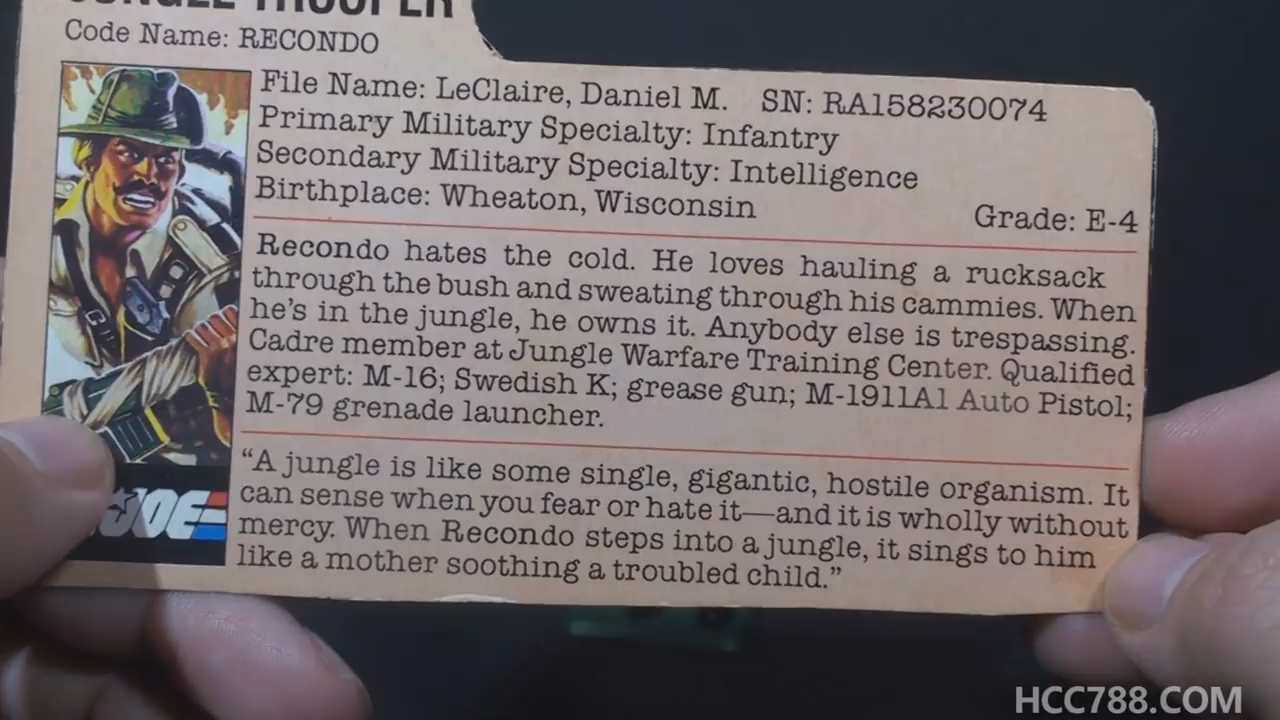 JUNGLE TROOPER
Code Name: RECONDO
File Name: LeClaire, Daniel M. SN: RA158230074
Primary Military Specialty: Infantry
Secondary Military Specialty: Intelligence
Birthplace: Wheaton, Wisconsin Grade: E-4
Recondo hates the cold. He loves hauling a rucksack
through the bush and sweating through his cammies. When
he's in the jungle, he owns it. Anybody else is trespassing.
Cadre member at Jungle Warfare Training Center. Qualified
expert: M-16; Swedish K; grease gun; M-1911A1 Auto Pistol;
M-79 grenade launcher.
“A jungle is like some single, gigantic, hostile organism. It
can sense when you fear or hate it—and it is wholly without
mercy. When Recondo steps into a jungle, it sings to him
like a mother soothing a troubled child.”
JOE
HCC788.COM